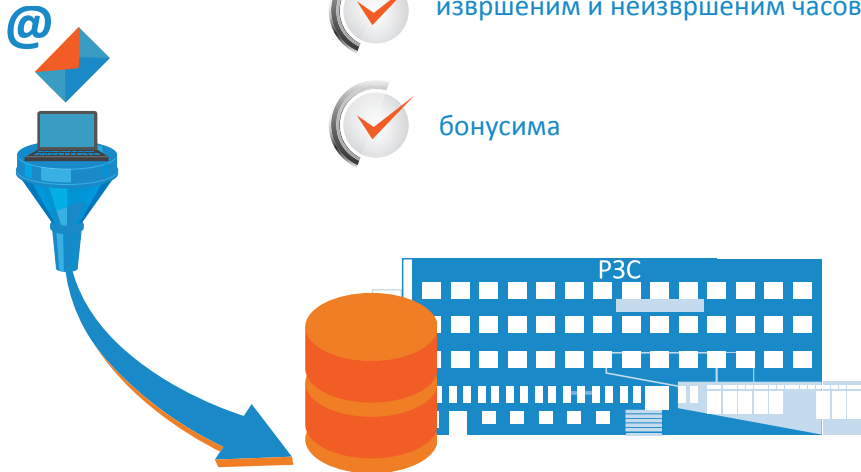 @
извршеним и неизвршеним часов
бонусима
РЗС